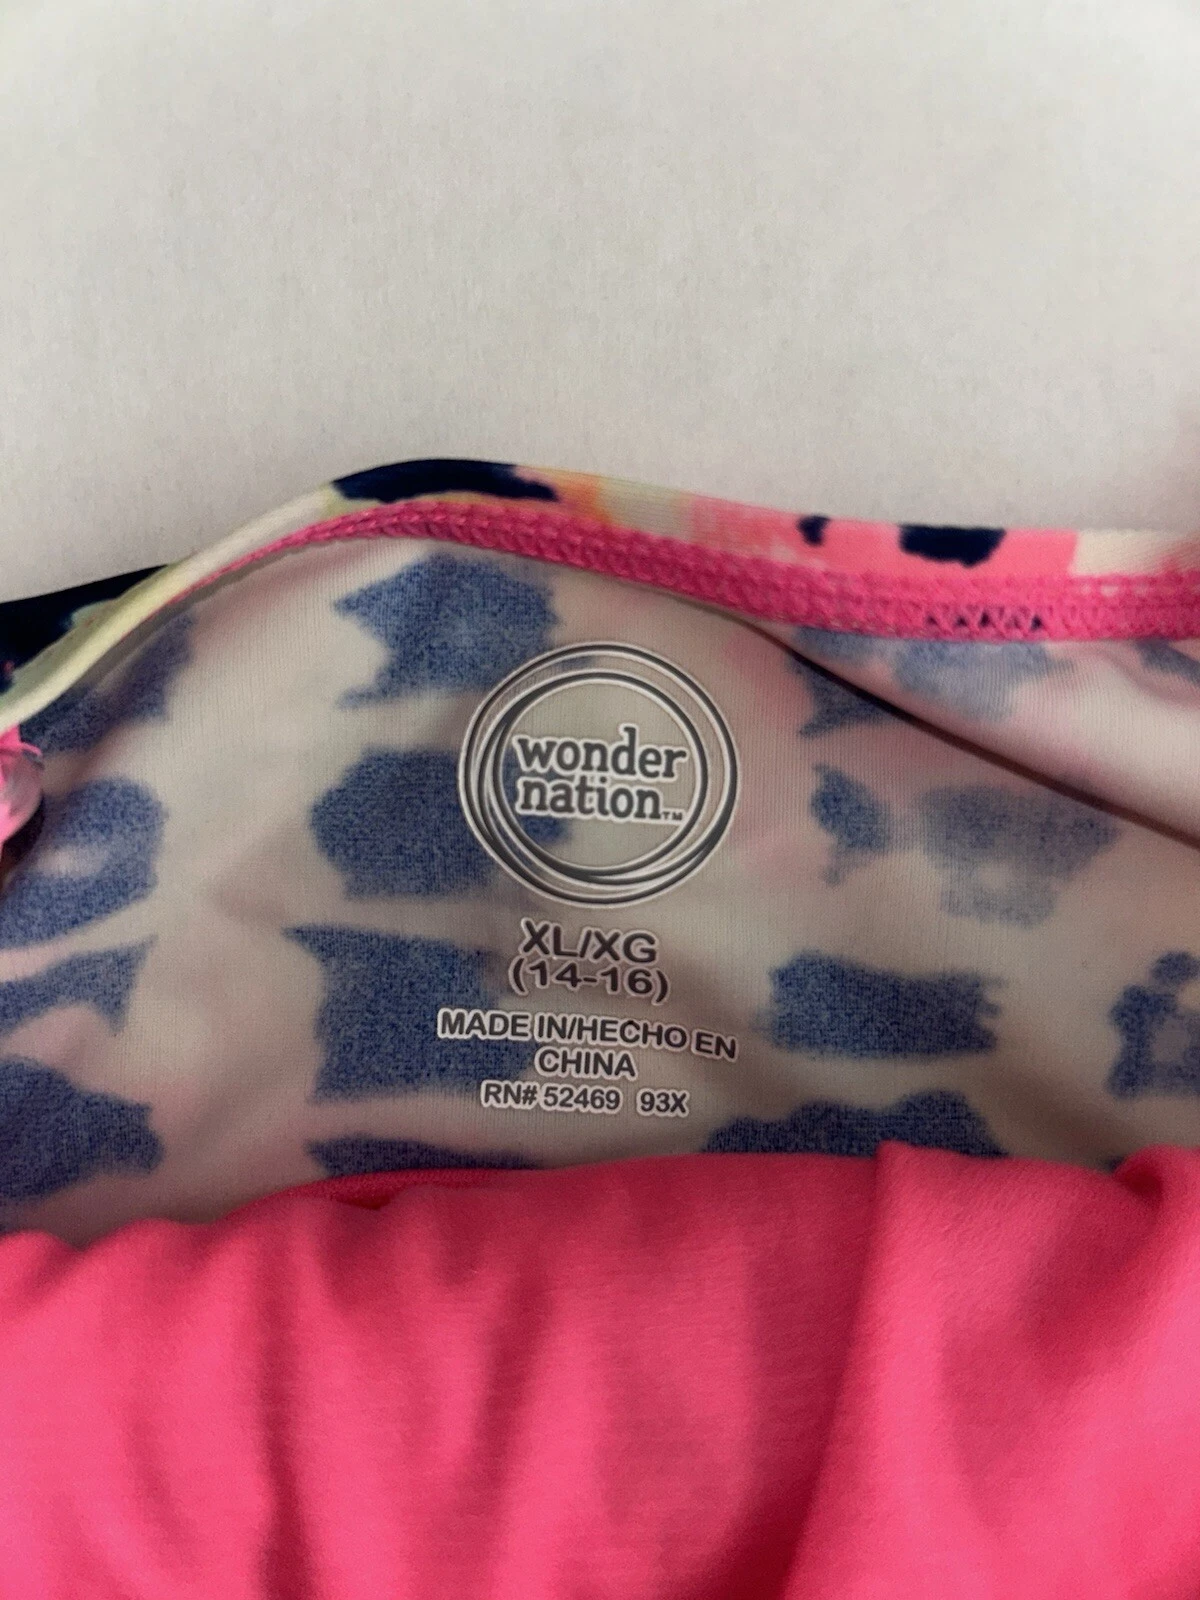 wonder
nation™
XL/XG
(14-16)
MADE IN/HECHO EN
CHINA
RN# 52469 93X